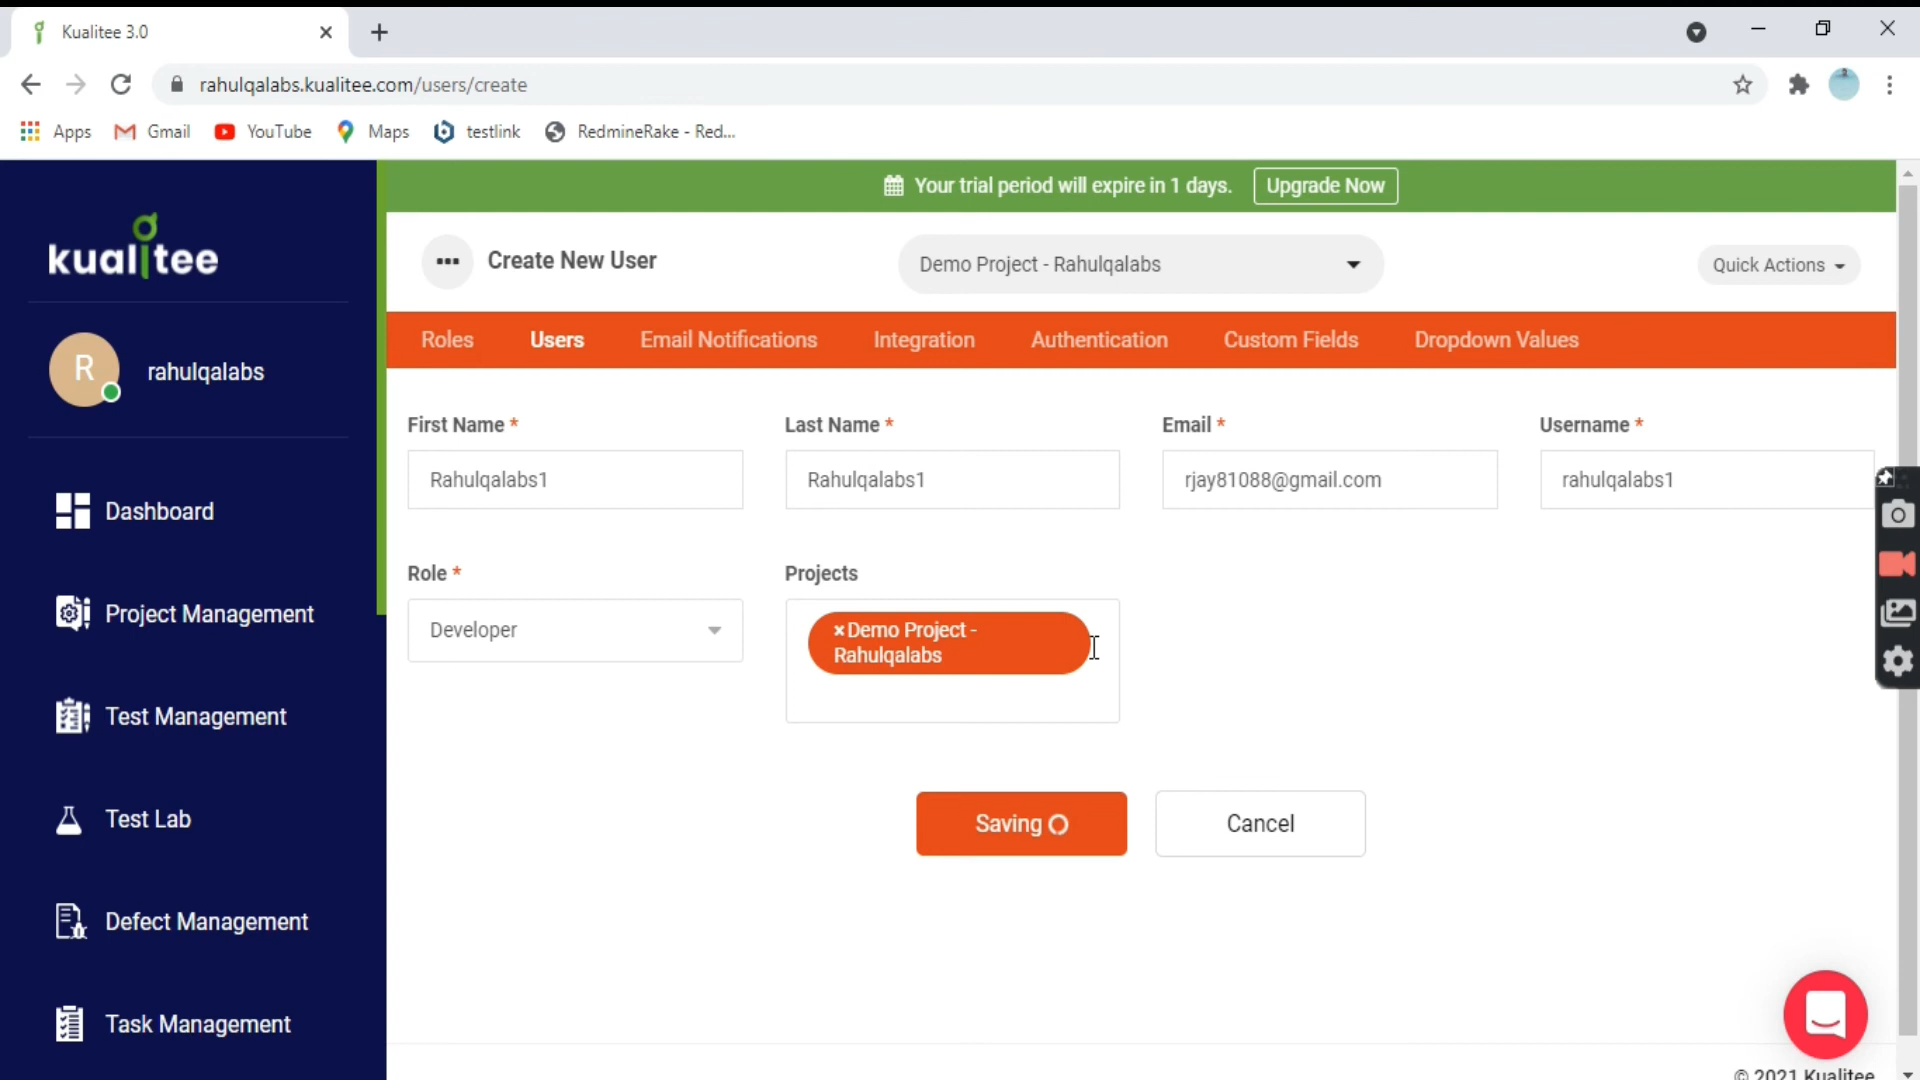 Kualitee 3.0
rahulqalabs.kualitee.com/users/create
Apps Gmail YouTube Maps testlink RedmineRake - Red...
Your trial period will expire in 1 days. Upgrade Now
kualitee
Create New User
Demo Project - Rahulqalabs
Quick Actions
Roles Users Email Notifications Integration Authentication Custom Fields Dropdown Values
R rahulqalabs
Dashboard
Project Management
Test Management
Test Lab
Defect Management
Task Management
First Name * Last Name * Email * Username *
Rahulqalabs1 Rahulqalabs1 rjay81088@gmail.com rahulqalabs1
Role * Projects
Developer
×Demo Project -
Rahulqalabs
Saving Cancel
© 2021 Kualitee